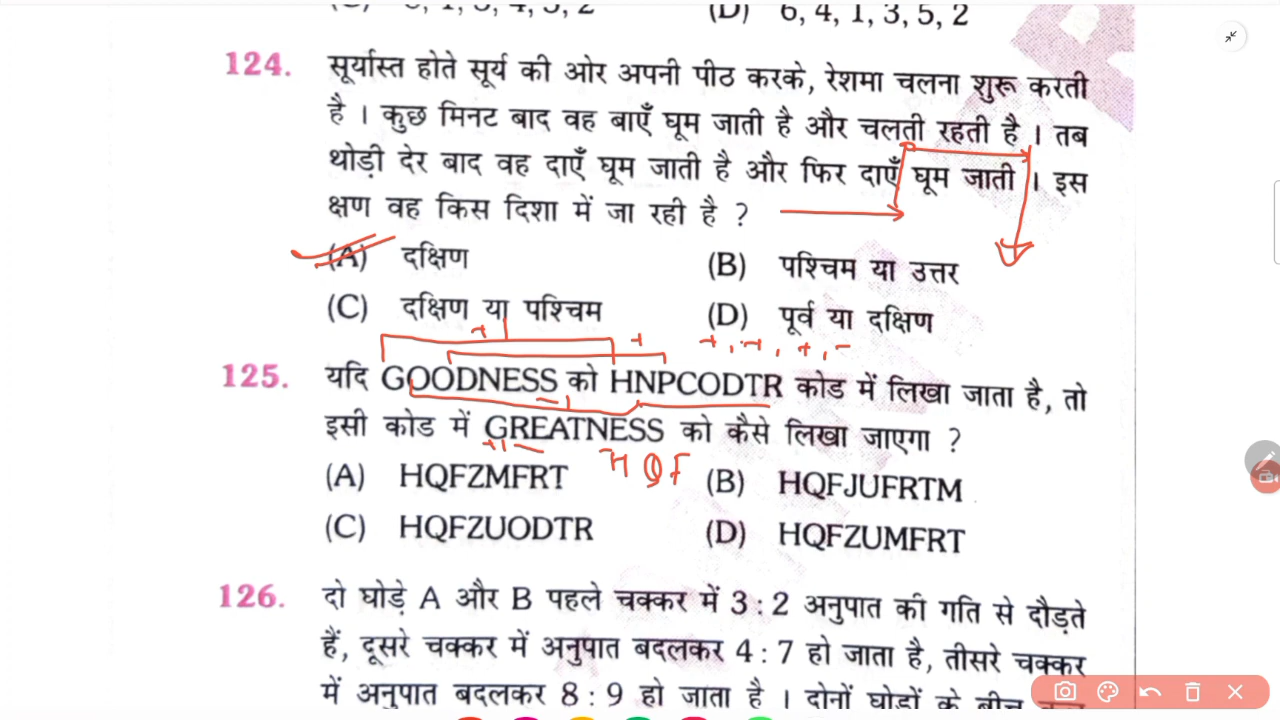 (D) 6, 4, 1, 3, 5, 2
124. सूर्यास्त होते सूर्य की ओर अपनी पीठ करके, रेशमा चलना शुरू करती
है । कुछ मिनट बाद वह बाएँ घूम जाती है और चलती रहती है । तब
थोड़ी देर बाद वह दाएँ घूम जाती है और फिर दाएँ घूम जाती । इस
क्षण वह किस दिशा में जा रही है ?
(A) दक्षिण (B) पश्चिम या उत्तर
(C) दक्षिण या पश्चिम (D) पूर्व या दक्षिण
+ + + , - + , + , -
125. यदि GOODNESS को HNPCODTR कोड में लिखा जाता है, तो
इसी कोड में GREATNESS को कैसे लिखा जाएगा ?
H Q F
(A) HQFZMFRT (B) HQFJUFRTM
(C) HQFZUODTR (D) HQFZUMFRT
126. दो घोड़े A और B पहले चक्कर में 3 : 2 अनुपात की गति से दौड़ते
हैं, दूसरे चक्कर में अनुपात बदलकर 4 : 7 हो जाता है, तीसरे चक्कर
में अनुपात बदलकर 8 : 9 हो जाता है । दोनों घोड़ों के बीच